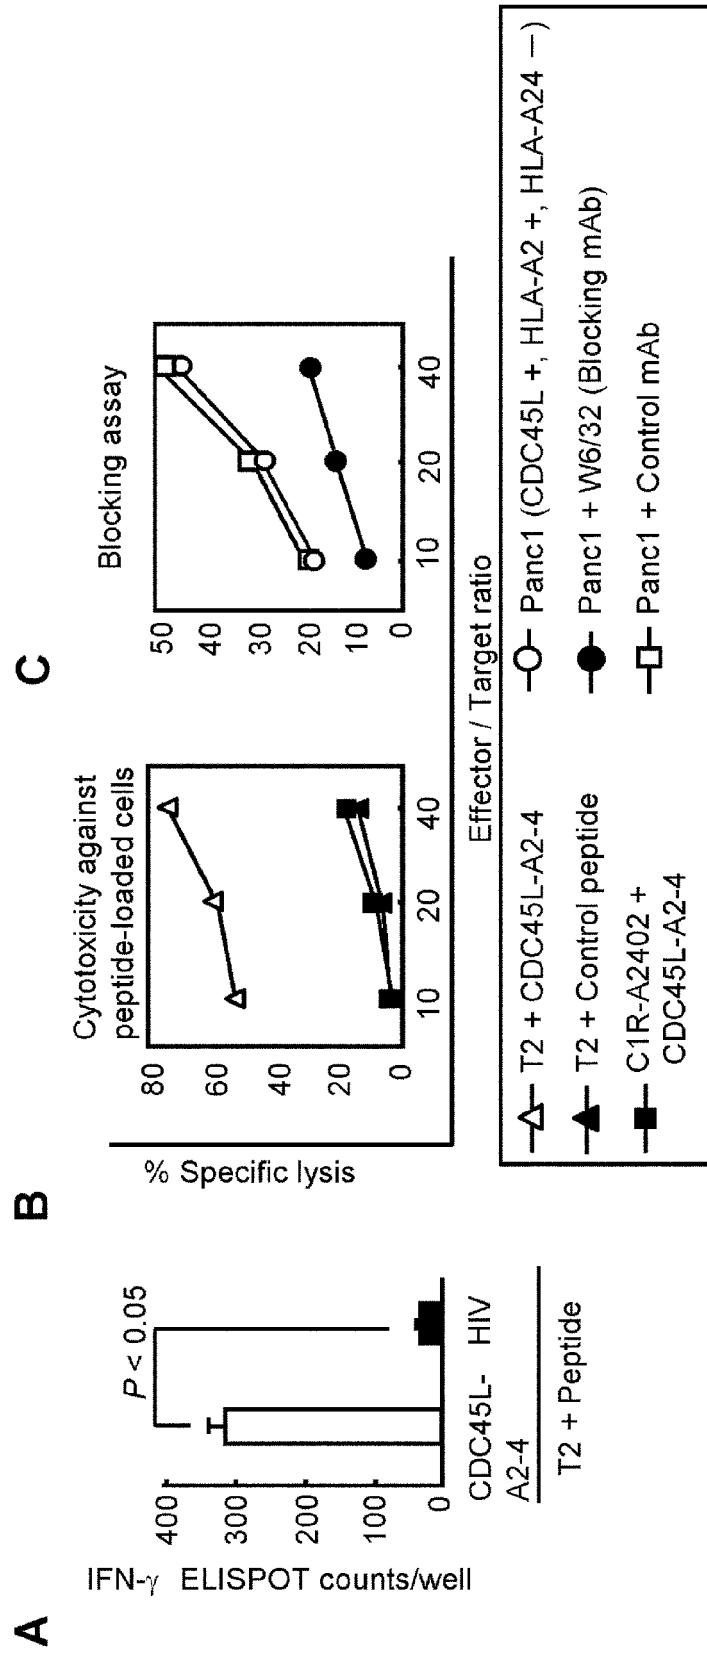 A
IFN-γ ELISPOT counts/well
400
300
200
100
0
P < 0.05
CDC45L-
A2-4
HIV
T2 + Peptide
B
% Specific lysis
Cytotoxicity against
peptide-loaded cells
80
60
40
20
0
10
20
40
C
Blocking assay
50
40
30
20
10
0
10
20
40
Effector / Target ratio
T2 + CDC45L-A2-4
T2 + Control peptide
C1R-A2402 +
CDC45L-A2-4
Panc1 (CDC45L +, HLA-A2 +, HLA-A24 −)
Panc1 + W6/32 (Blocking mAb)
Panc1 + Control mAb